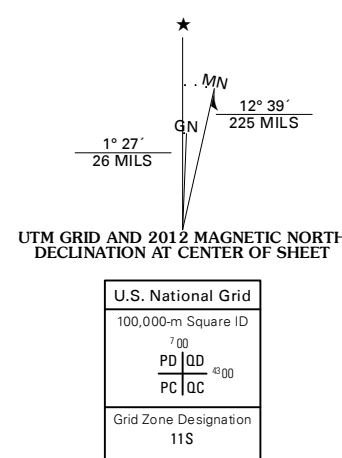 ★
MN
GN
12° 39´
225 MILS
1° 27´
26 MILS
UTM GRID AND 2012 MAGNETIC NORTH
DECLINATION AT CENTER OF SHEET
U.S. National Grid
100,000-m Square ID
⁷00
PD QD
⁴³00
PC QC
Grid Zone Designation
11S